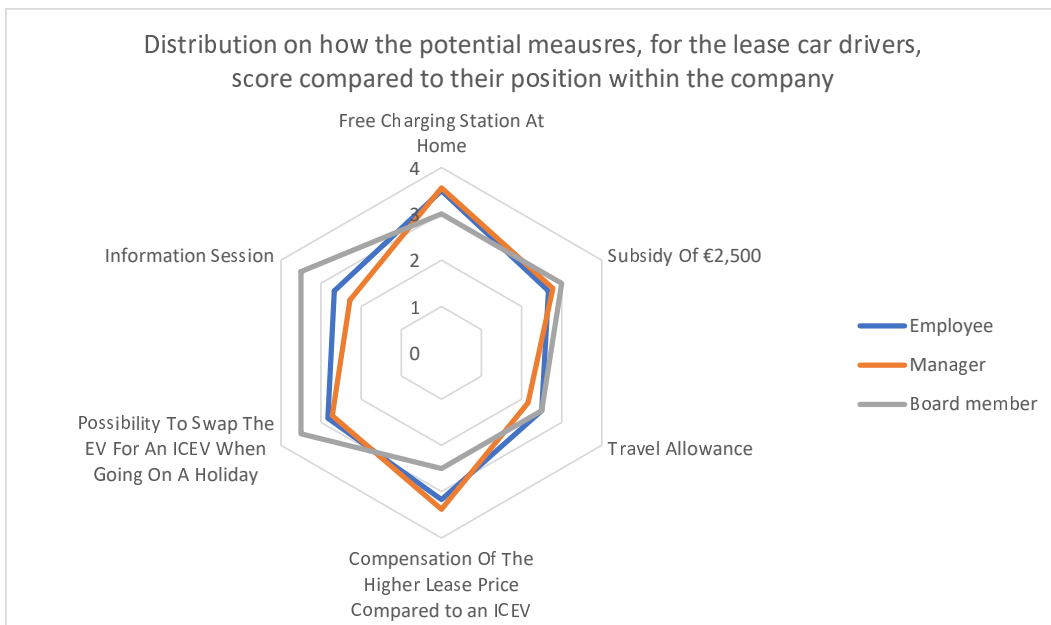 Distribution on how the potential meausres, for the lease car drivers,
score compared to their position within the company
Free Charging Station At
Home
4
3
2
1
0
Information Session
Subsidy Of €2,500
Possibility To Swap The
EV For An ICEV When
Going On A Holiday
Travel Allowance
Compensation Of The
Higher Lease Price
Compared to an ICEV
Employee
Manager
Board member